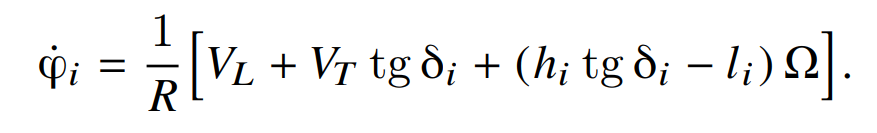 φ̇ᵢ = 1/R [V_L + V_T tg δᵢ + (hᵢ tg δᵢ − lᵢ) Ω].